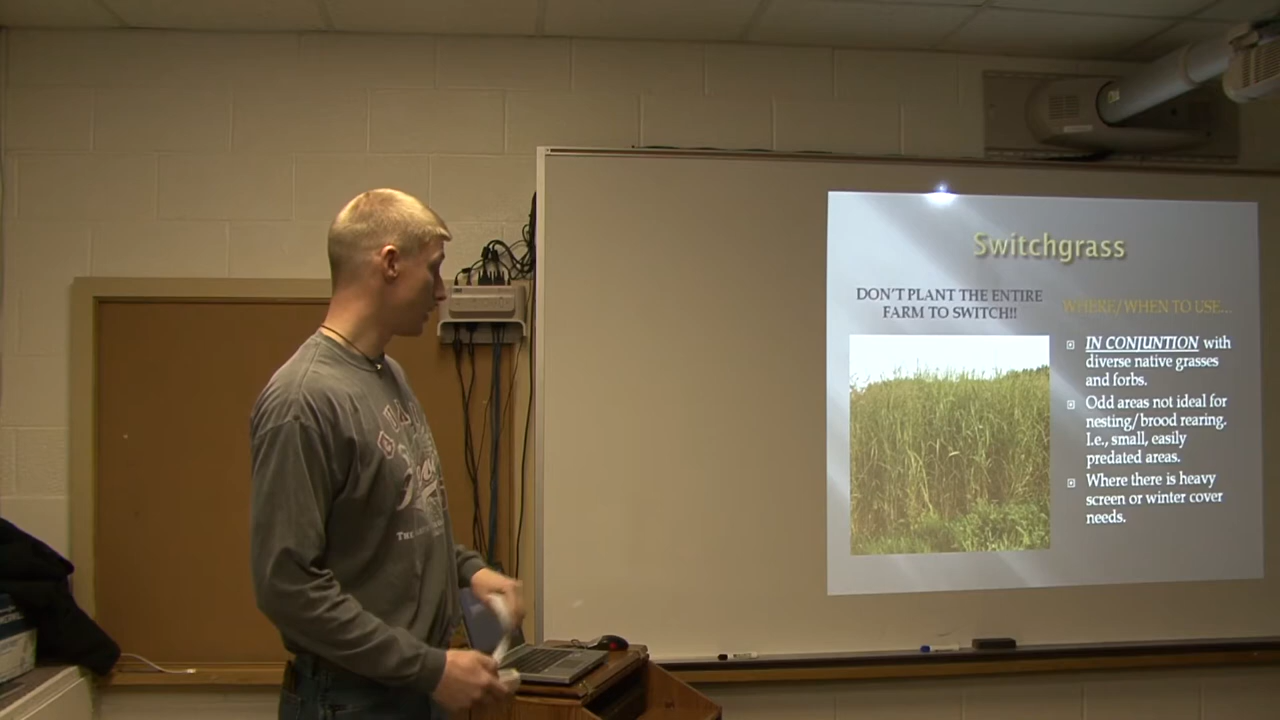 Switchgrass
DON'T PLANT THE ENTIRE
FARM TO SWITCH!!
WHERE/WHEN TO USE...
IN CONJUNTION with
diverse native grasses
and forbs.
Odd areas not ideal for
nesting/brood rearing.
I.e., small, easily
predated areas.
Where there is heavy
screen or winter cover
needs.